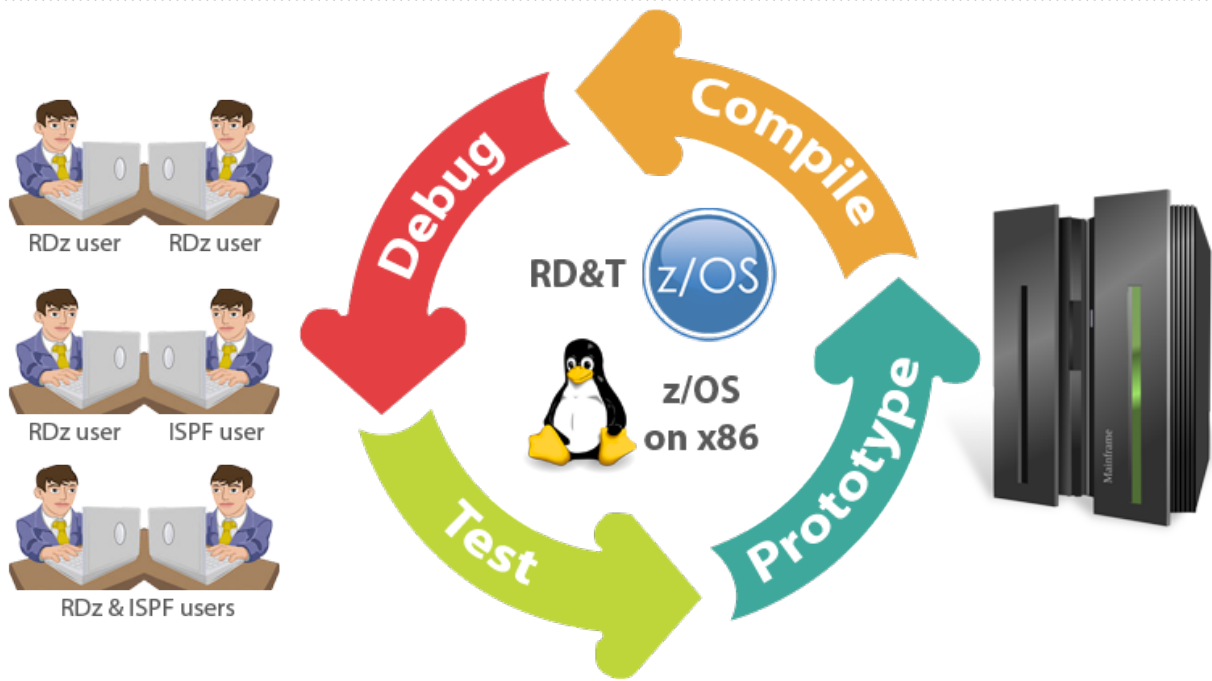 RDz user
RDz user
RDz user
ISPF user
RDz & ISPF users
Debug
Compile
RD&T
z/OS
z/OS
on x86
Test
Prototype
Mainframe